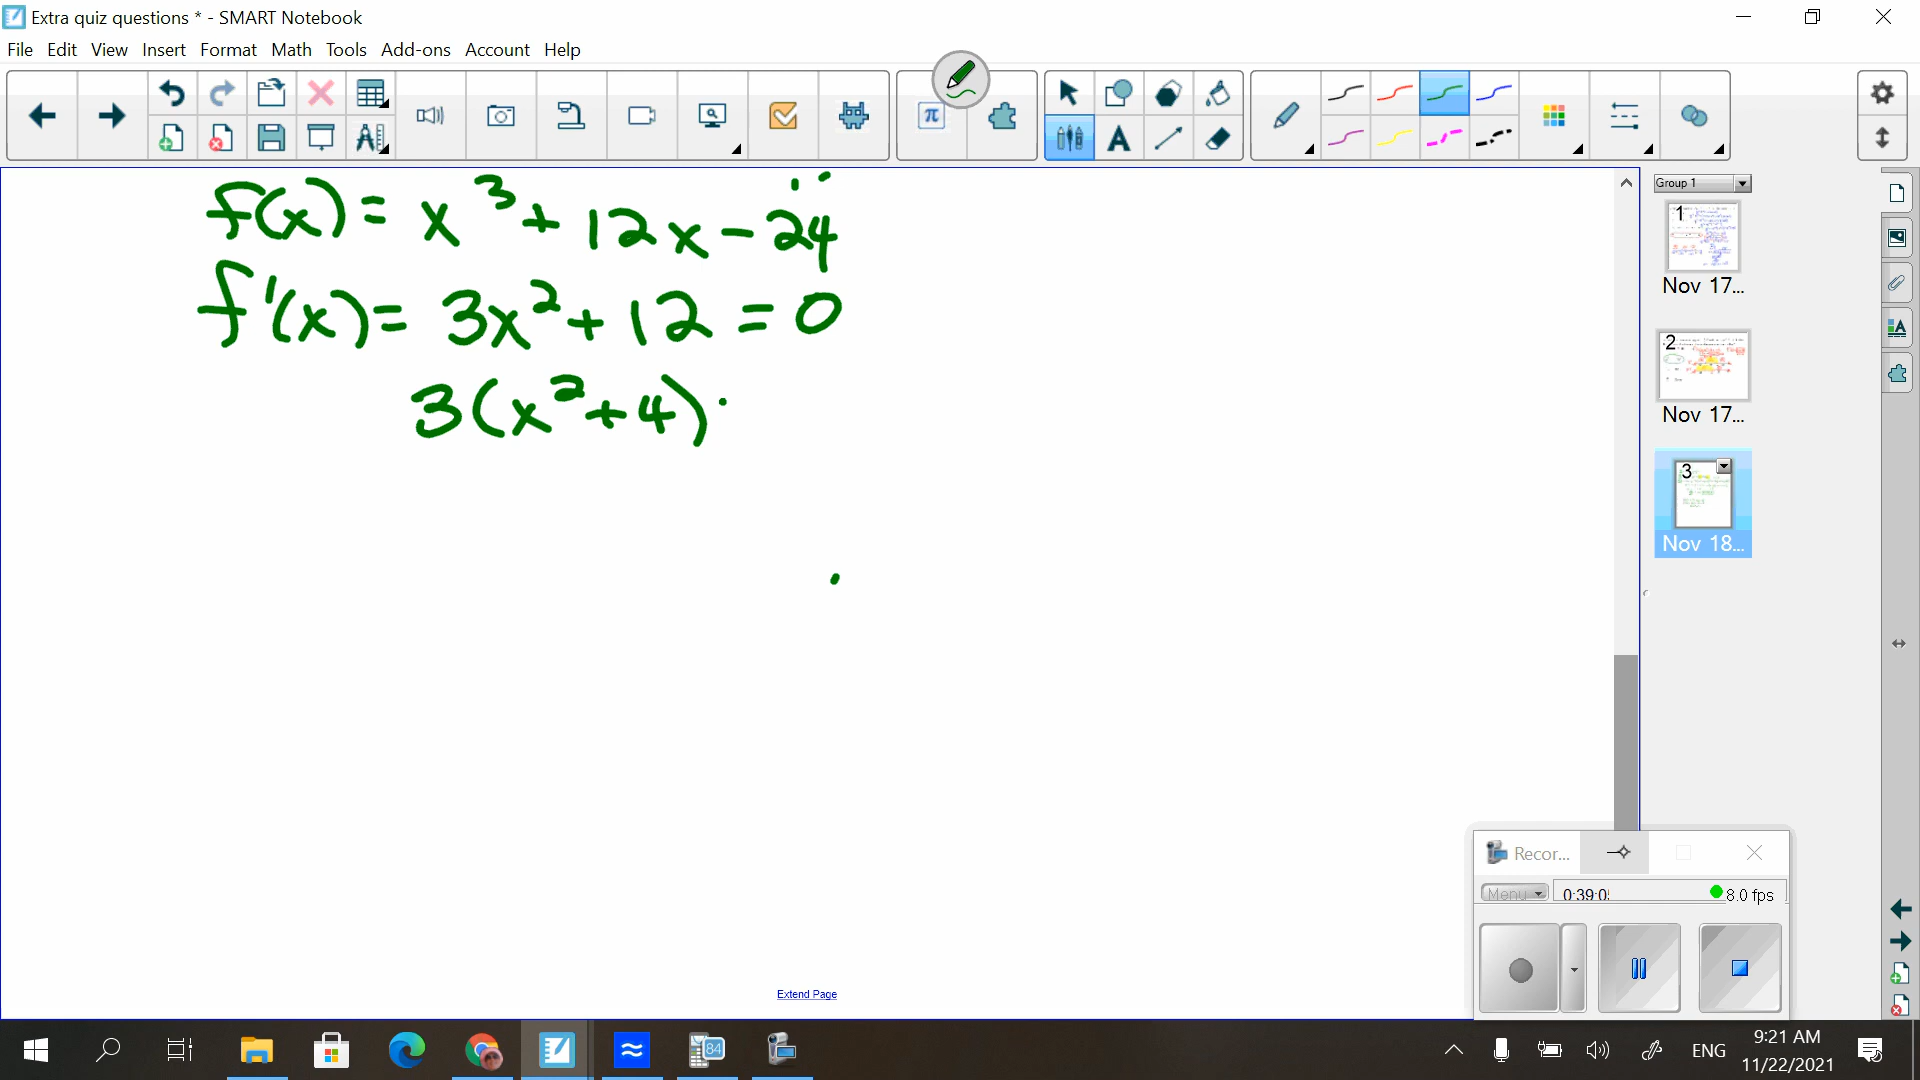 Extra quiz questions * - SMART Notebook
File Edit View Insert Format Math Tools Add-ons Account Help
f(x) = x³ + 12x - 24
f'(x) = 3x² + 12 = 0
3(x² + 4)
Group 1
1
Nov 17...
2
Nov 17...
3
Nov 18...
Recor...
Menu
0:39:0
8.0 fps
Extend Page
84
ENG
9:21 AM
11/22/2021